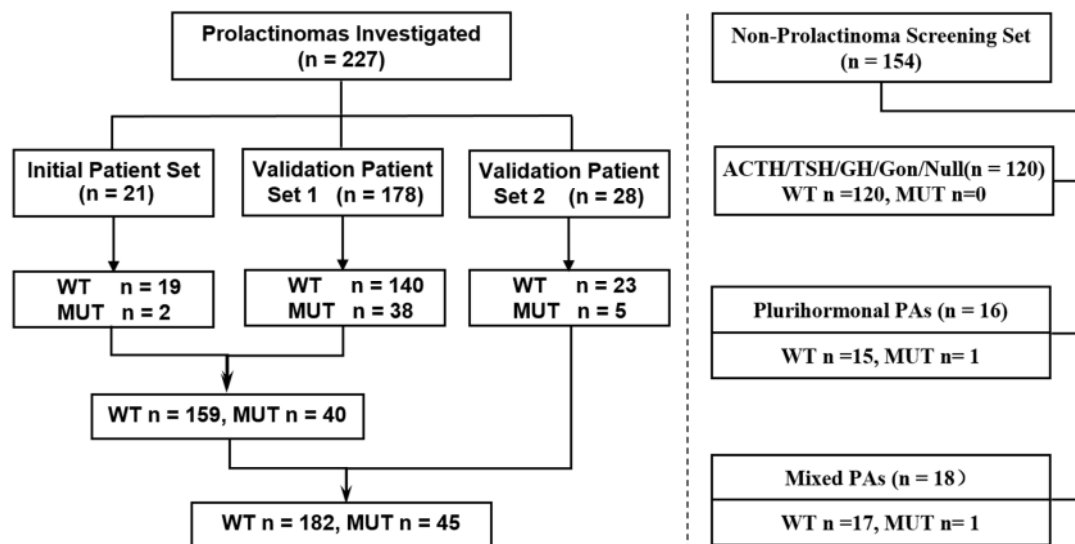 Prolactinomas Investigated
(n = 227)
Initial Patient Set
(n = 21)
Validation Patient
Set 1 (n = 178)
Validation Patient
Set 2 (n = 28)
WT n = 19
MUT n = 2
WT n = 140
MUT n = 38
WT n = 23
MUT n = 5
WT n = 159, MUT n = 40
WT n = 182, MUT n = 45
Non-Prolactinoma Screening Set
(n = 154)
ACTH/TSH/GH/Gon/Null(n = 120)
WT n =120, MUT n=0
Plurihormonal PAs (n = 16)
WT n =15, MUT n= 1
Mixed PAs (n = 18）
WT n =17, MUT n= 1